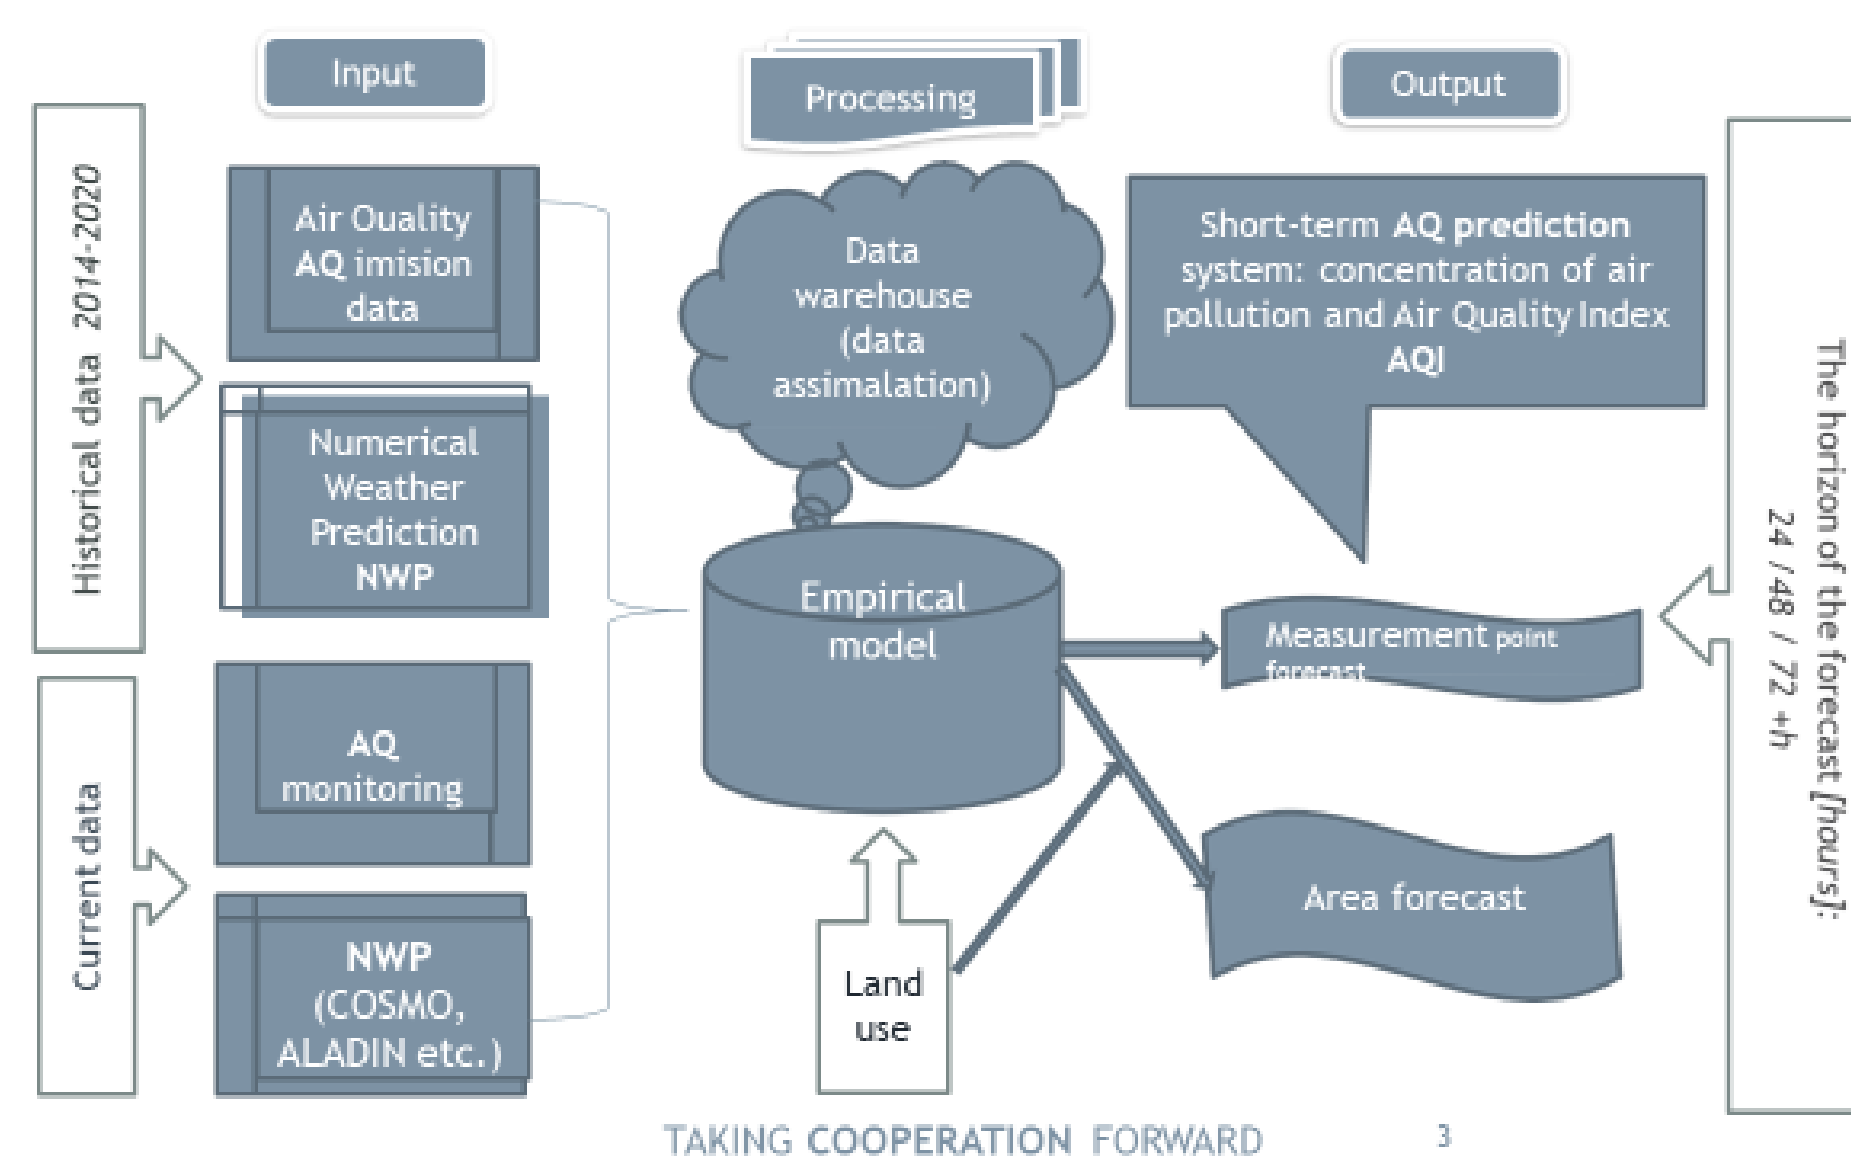 Input
Processing
Output
Historical data 2014-2020
Air Quality
AQ imision
data
Numerical
Weather
Prediction
NWP
Current data
AQ
monitoring
NWP
(COSMO,
ALADIN etc.)
Data
warehouse
(data
assimalation)
Empirical
model
Land
use
Short-term AQ prediction
system: concentration of air
pollution and Air Quality Index
AQI
Measurement point
forecast
Area forecast
The horizon of the forecast [hours]:
24 / 48 / 72 +h
TAKING COOPERATION FORWARD
3